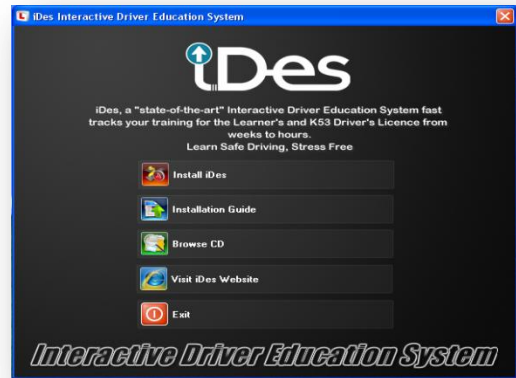 iDes Interactive Driver Education System
iDes
iDes, a "state-of-the-art" Interactive Driver Education System fast
tracks your training for the Learner's and K53 Driver's Licence from
weeks to hours.
Learn Safe Driving, Stress Free
Install iDes
Installation Guide
Browse CD
Visit iDes Website
Exit
Interactive Driver Education System